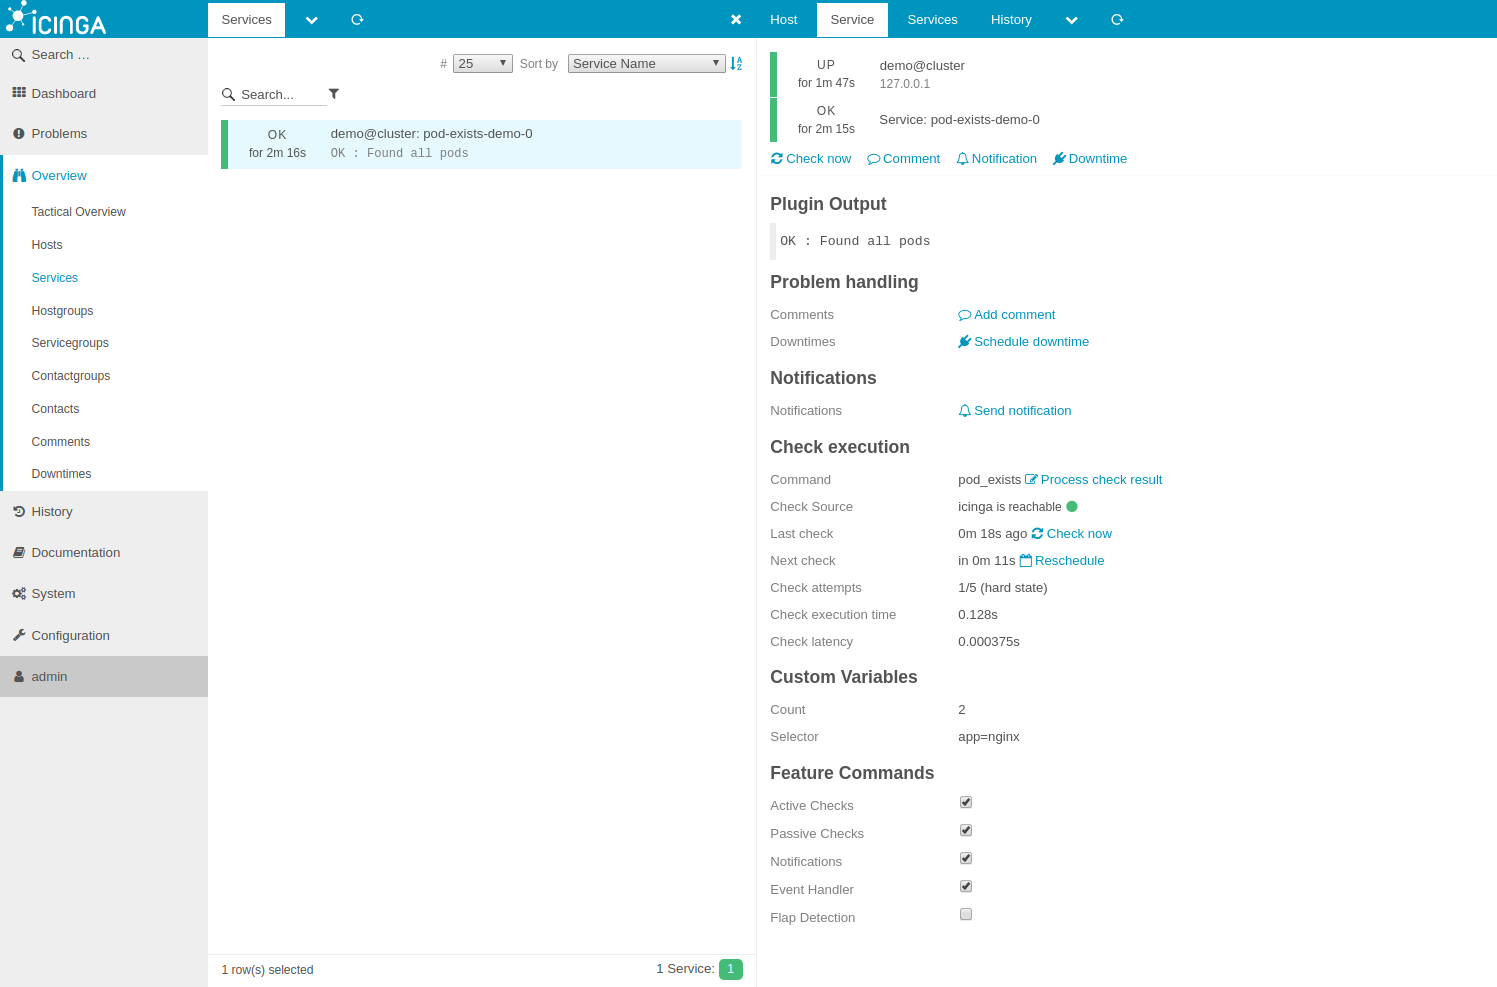 iCINGA
Search …
Dashboard
Problems
Overview
Tactical Overview
Hosts
Services
Hostgroups
Servicegroups
Contactgroups
Contacts
Comments
Downtimes
History
Documentation
System
Configuration
admin
Services
# 25 Sort by Service Name
Search...
OK demo@cluster: pod-exists-demo-0
for 2m 16s OK : Found all pods
1 row(s) selected 1 Service: 1
Host Service Services History
UP demo@cluster
for 1m 47s 127.0.0.1
OK
for 2m 15s Service: pod-exists-demo-0
Check now Comment Notification Downtime
Plugin Output
OK : Found all pods
Problem handling
Comments Add comment
Downtimes Schedule downtime
Notifications
Notifications Send notification
Check execution
Command pod_exists Process check result
Check Source icinga is reachable
Last check 0m 18s ago Check now
Next check in 0m 11s Reschedule
Check attempts 1/5 (hard state)
Check execution time 0.128s
Check latency 0.000375s
Custom Variables
Count 2
Selector app=nginx
Feature Commands
Active Checks
Passive Checks
Notifications
Event Handler
Flap Detection